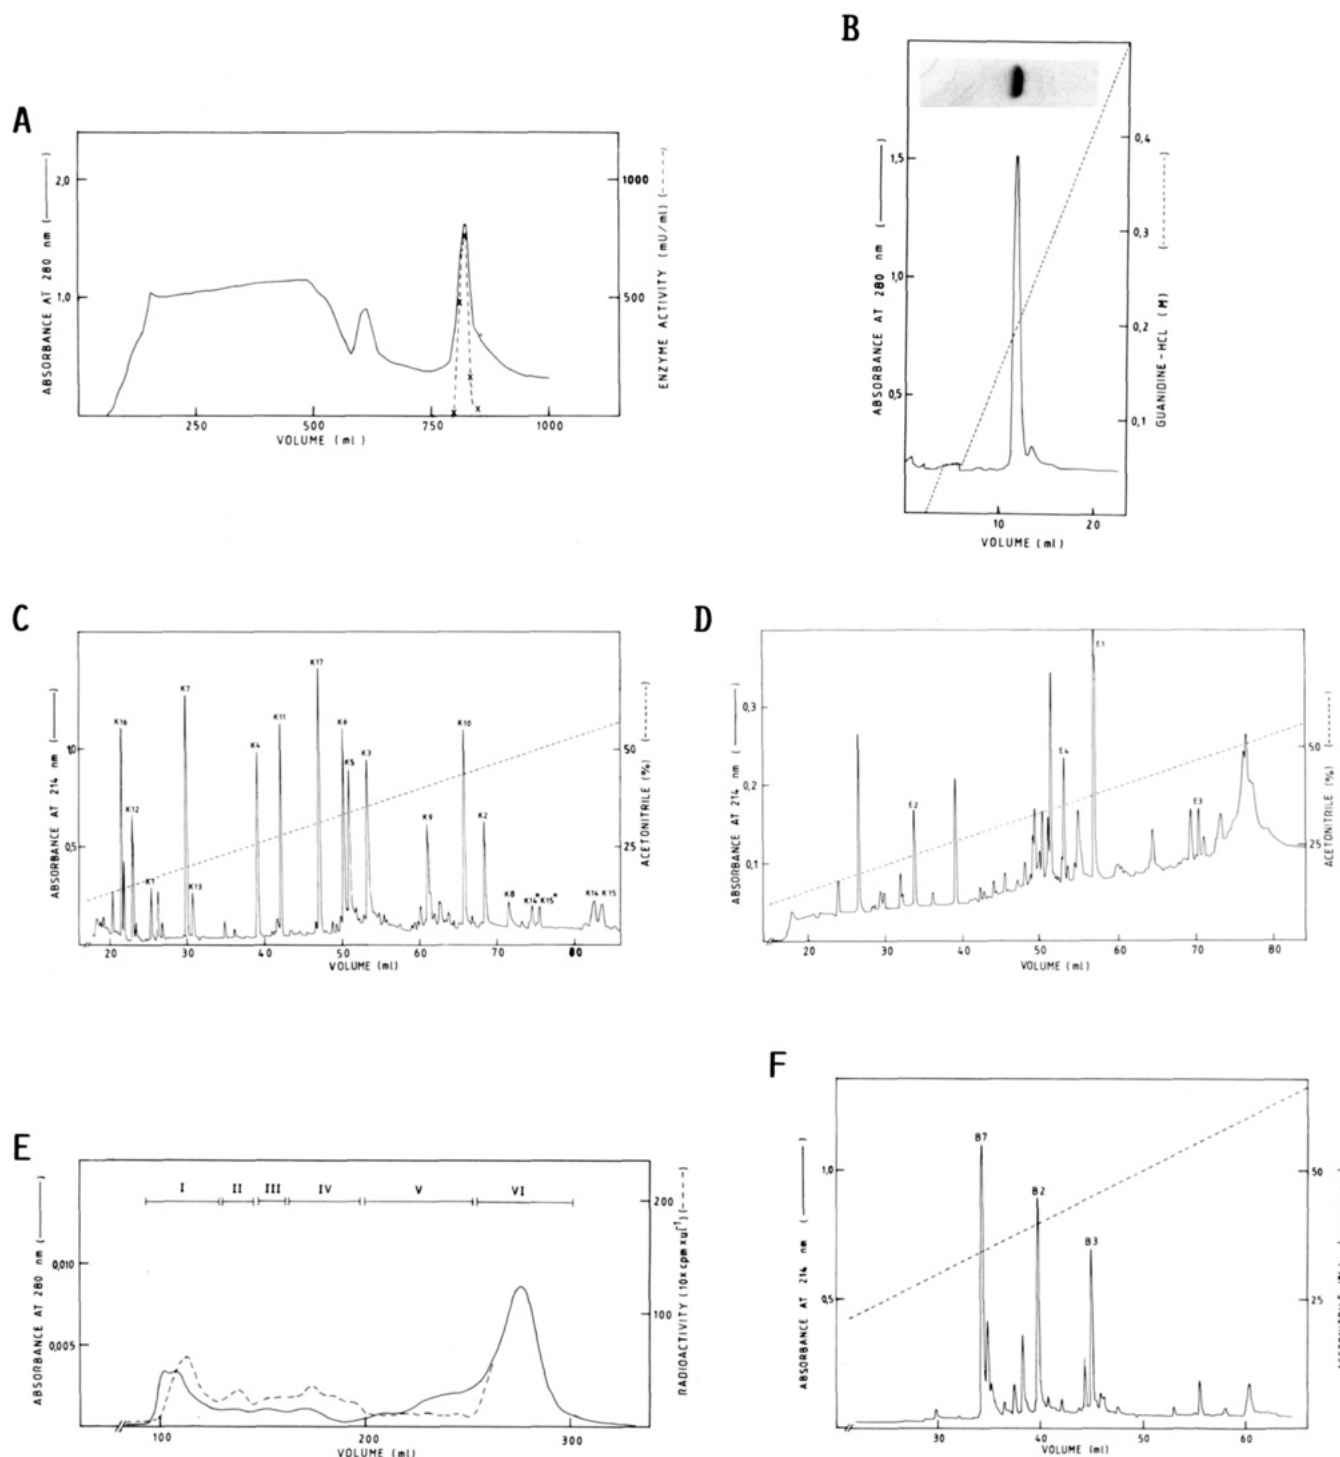 A
ABSORBANCE AT 280 nm (——)
2,0
1,0
250
500
750
1000
VOLUME (ml)
1000
500
ENZYME ACTIVITY (mU/ml) (----)
B
ABSORBANCE AT 280 nm (——)
1,5
1,0
0,5
10
20
VOLUME (ml)
0,4
0,3
0,2
0,1
GUANIDINE-HCL (M) (----)
C
ABSORBANCE AT 214 nm (——)
1,0
0,5
K16
K12
K1
K7
K13
K4
K11
K17
K6
K5
K3
K9
K10
K2
K8
K14*
K15*
K14
K15
20
30
40
50
60
70
80
VOLUME (ml)
50
25
ACETONITRILE (%) (----)
D
ABSORBANCE AT 214 nm (——)
0,3
0,2
0,1
E2
E4
E1
E3
20
30
40
50
60
70
80
VOLUME (ml)
50
25
ACETONITRILE (%) (----)
E
ABSORBANCE AT 280 nm (——)
0,010
0,005
I
II
III
IV
V
VI
100
200
300
VOLUME (ml)
200
100
RADIOACTIVITY (10xcpmxµl⁻¹) (----)
F
ABSORBANCE AT 214 nm (——)
1,0
0,5
B7
B2
B3
30
40
50
60
VOLUME (ml)
50
25